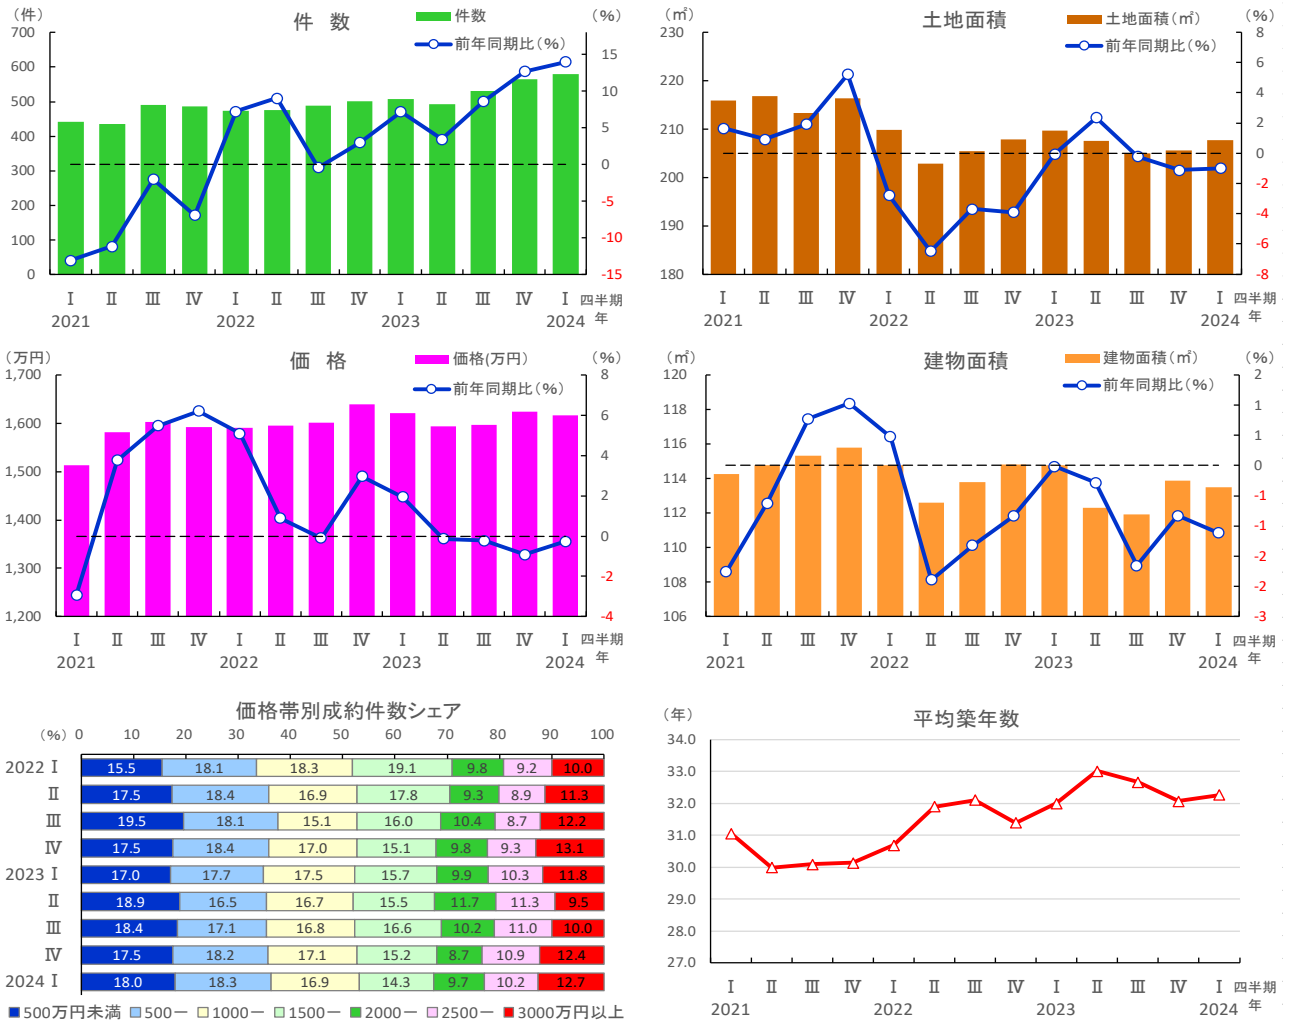 件　数
(件)
(%)
件数
前年同期比(%)
700
600
500
400
300
200
100
0
15
10
5
0
-5
-10
-15
Ⅰ Ⅱ Ⅲ Ⅳ Ⅰ Ⅱ Ⅲ Ⅳ Ⅰ Ⅱ Ⅲ Ⅳ Ⅰ 四半期
2021 2022 2023 2024 年
土地面積
(㎡)
(%)
土地面積(㎡)
前年同期比(%)
230
220
210
200
190
180
8
6
4
2
0
-2
-4
-6
-8
Ⅰ Ⅱ Ⅲ Ⅳ Ⅰ Ⅱ Ⅲ Ⅳ Ⅰ Ⅱ Ⅲ Ⅳ Ⅰ 四半期
2021 2022 2023 2024 年
価　格
(万円)
(%)
価格(万円)
前年同期比(%)
1,700
1,600
1,500
1,400
1,300
1,200
8
6
4
2
0
-2
-4
Ⅰ Ⅱ Ⅲ Ⅳ Ⅰ Ⅱ Ⅲ Ⅳ Ⅰ Ⅱ Ⅲ Ⅳ Ⅰ 四半期
2021 2022 2023 2024 年
建物面積
(㎡)
(%)
建物面積(㎡)
前年同期比(%)
120
118
116
114
112
110
108
106
2
1
1
0
-1
-1
-2
-2
-3
Ⅰ Ⅱ Ⅲ Ⅳ Ⅰ Ⅱ Ⅲ Ⅳ Ⅰ Ⅱ Ⅲ Ⅳ Ⅰ 四半期
2021 2022 2023 2024 年
価格帯別成約件数シェア
(%) 0 10 20 30 40 50 60 70 80 90 100
2022 Ⅰ 15.5 18.1 18.3 19.1 9.8 9.2 10.0
Ⅱ 17.5 18.4 16.9 17.8 9.3 8.9 11.3
Ⅲ 19.5 18.1 15.1 16.0 10.4 8.7 12.2
Ⅳ 17.5 18.4 17.0 15.1 9.8 9.3 13.1
2023 Ⅰ 17.0 17.7 17.5 15.7 9.9 10.3 11.8
Ⅱ 18.9 16.5 16.7 15.5 11.7 11.3 9.5
Ⅲ 18.4 17.1 16.8 16.6 10.2 11.0 10.0
Ⅳ 17.5 18.2 17.1 15.2 8.7 10.9 12.4
2024 Ⅰ 18.0 18.3 16.9 14.3 9.7 10.2 12.7
500万円未満 500ー 1000ー 1500ー 2000ー 2500ー 3000万円以上
平均築年数
(年)
34.0
33.0
32.0
31.0
30.0
29.0
28.0
27.0
Ⅰ Ⅱ Ⅲ Ⅳ Ⅰ Ⅱ Ⅲ Ⅳ Ⅰ Ⅱ Ⅲ Ⅳ Ⅰ 四半期
2021 2022 2023 2024 年